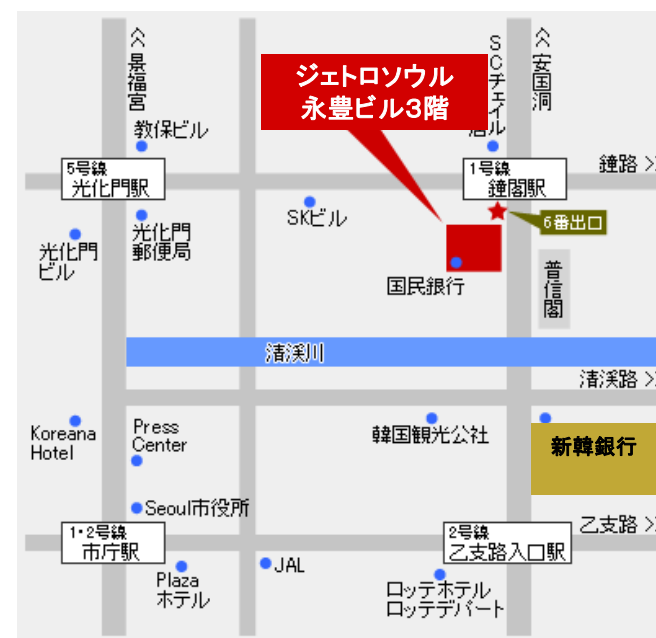 景福宮
SCチェイル
店ル
安国洞
ジェトロソウル
永豊ビル3階
教保ビル
5号線
光化門駅
1号線
鐘閣駅
鐘路
光化門
郵便局
光化門
ビル
SKビル
6番出口
国民銀行
普信閣
清渓川
清渓路
Koreana
Hotel
Press
Center
韓国観光公社
新韓銀行
Seoul市役所
1・2号線
市庁駅
2号線
乙支路入口駅
乙支路
Plaza
ホテル
JAL
ロッテホテル
ロッテデパート